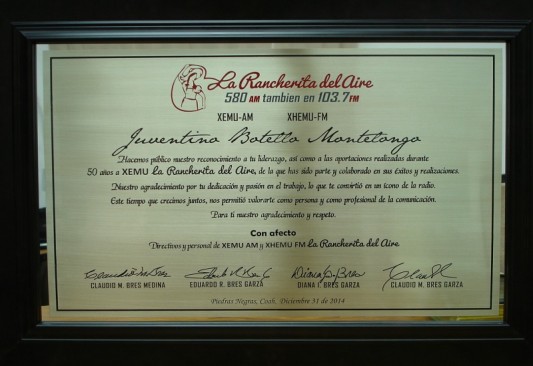 La Rancherita del Aire
580 AM tambien en 103.7 FM
XEMU-AM XHEMU-FM
Juventino Botello Montelongo
Hacemos público nuestro reconocimiento a tu liderazgo, así como a las aportaciones realizadas durante
50 años a XEMU La Rancherita del Aire, de la que has sido parte y colaborado en sus éxitos y realizaciones.
Nuestro agradecimiento por tu dedicación y pasión en el trabajo, lo que te convirtió en un ícono de la radio.
Este tiempo que crecimos juntos, nos permitió valorarte como persona y como profesional de la comunicación.
Para ti nuestro agradecimiento y respeto.
Con afecto
Directivos y personal de XEMU AM y XHEMU FM La Rancherita del Aire
CLAUDIO M. BRES MEDINA EDUARDO R. BRES GARZA DIANA I. BRES GARZA CLAUDIO M. BRES GARZA
Piedras Negras, Coah. Diciembre 31 de 2014